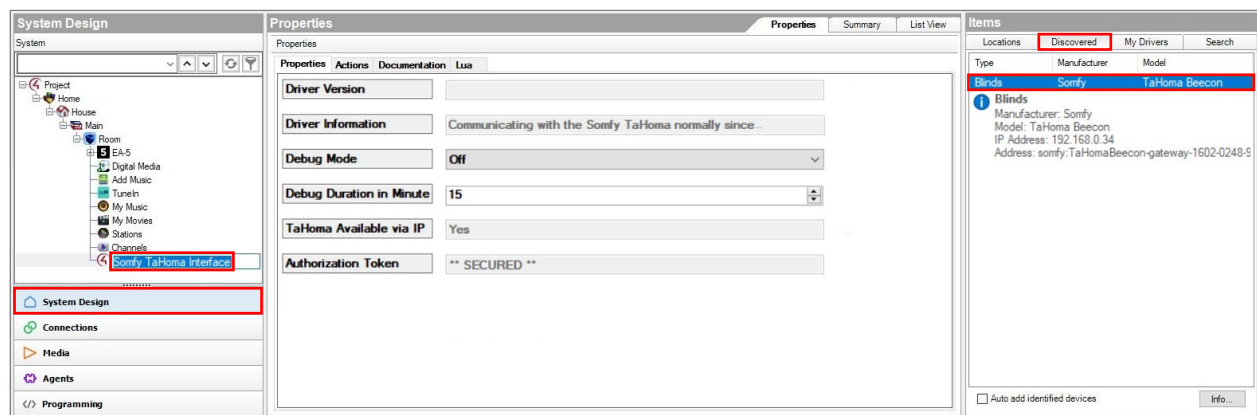 System Design
System
Project
Home
House
Main
Room
5 EA-5
Digital Media
Add Music
TuneIn
My Music
My Movies
Stations
Channels
Somfy TaHoma Interface
System Design
Connections
Media
Agents
Programming
Properties
Properties Summary List View
Properties
Properties Actions Documentation Lua
Driver Version
Driver Information Communicating with the Somfy TaHoma normally since...
Debug Mode Off
Debug Duration in Minute 15
TaHoma Available via IP Yes
Authorization Token ** SECURED **
Items
Locations Discovered My Drivers Search
Type Manufacturer Model
Blinds Somfy TaHoma Beecon
Blinds
Manufacturer: Somfy
Model: TaHoma Beecon
IP Address: 192.168.0.34
Address: somfy:TaHomaBeecon-gateway-1602-0248-
Auto add identified devices Info...